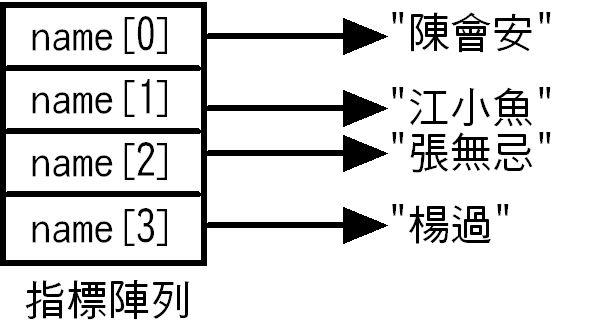 name[0] "陳會安"
name[1] "江小魚"
name[2] "張無忌"
name[3] "楊過"
指標陣列